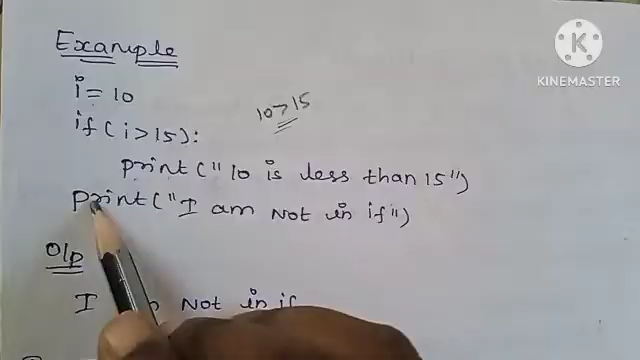 Example
i = 10
10 > 15
if (i > 15):
print (" 10 is less than 15")
print (" I am Not in if ")
O/p
I Not in if
K
KINEMASTER